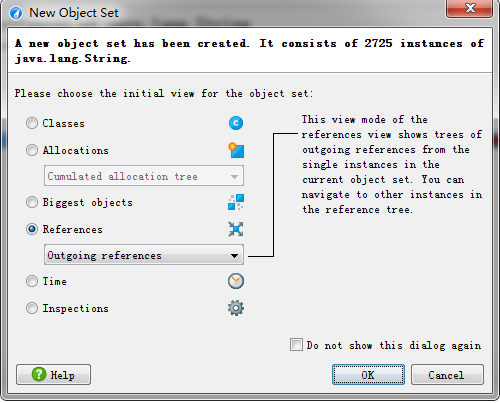 New Object Set
A new object set has been created. It consists of 2725 instances of
java.lang.String.
Please choose the initial view for the object set:
Classes
Allocations
Cumulated allocation tree
Biggest objects
References
Outgoing references
Time
Inspections
This view mode of the
references view shows trees of
outgoing references from the
single instances in the
current object set. You can
navigate to other instances in
the reference tree.
Do not show this dialog again
Help
OK
Cancel